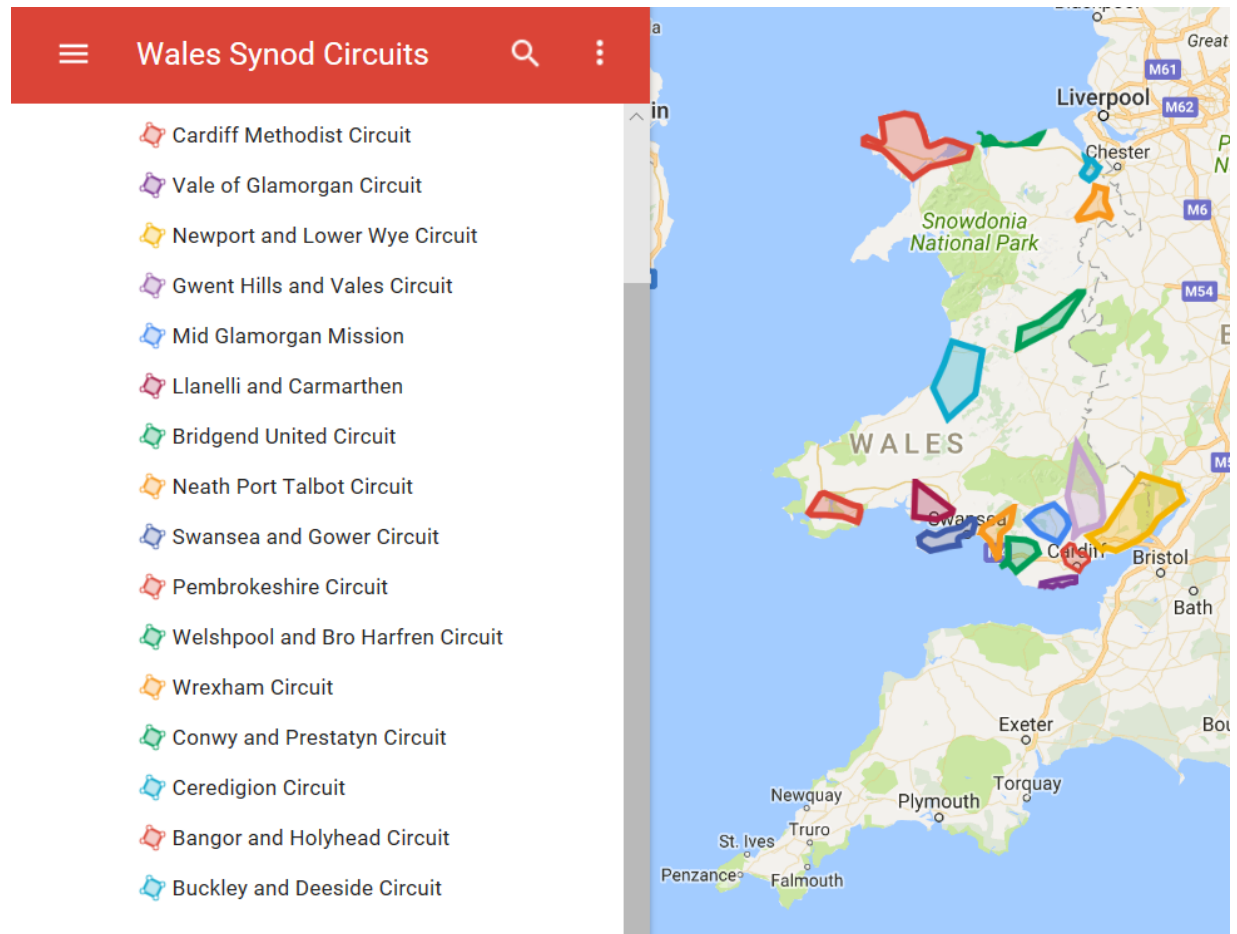 Wales Synod Circuits
Cardiff Methodist Circuit
Vale of Glamorgan Circuit
Newport and Lower Wye Circuit
Gwent Hills and Vales Circuit
Mid Glamorgan Mission
Llanelli and Carmarthen
Bridgend United Circuit
Neath Port Talbot Circuit
Swansea and Gower Circuit
Pembrokeshire Circuit
Welshpool and Bro Harfren Circuit
Wrexham Circuit
Conwy and Prestatyn Circuit
Ceredigion Circuit
Bangor and Holyhead Circuit
Buckley and Deeside Circuit
Great
M61
Liverpool
M62
in
Chester
Snowdonia
National Park
M6
M54
WALES
Swansea
Cardiff
Bristol
Bath
Exeter
Torquay
Newquay
Plymouth
Truro
St. Ives
Penzance
Falmouth